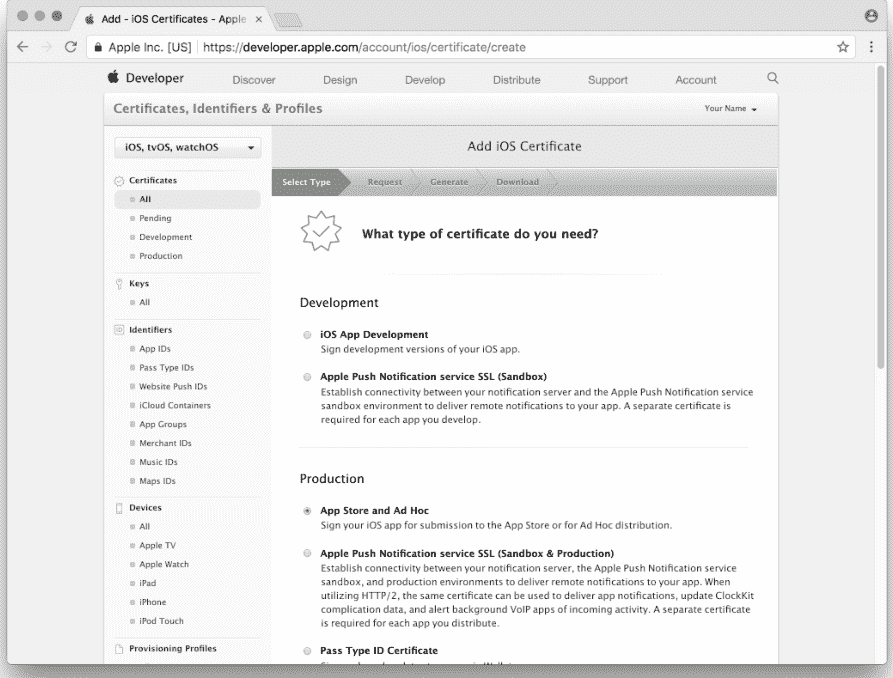 Add - iOS Certificates - Apple
Apple Inc. [US] https://developer.apple.com/account/ios/certificate/create
Developer Discover Design Develop Distribute Support Account
Certificates, Identifiers & Profiles Your Name
iOS, tvOS, watchOS
Certificates
All
Pending
Development
Production
Keys
All
Identifiers
App IDs
Pass Type IDs
Website Push IDs
iCloud Containers
App Groups
Merchant IDs
Music IDs
Maps IDs
Devices
All
Apple TV
Apple Watch
iPad
iPhone
iPod Touch
Provisioning Profiles
Add iOS Certificate
Select Type Request Generate Download
What type of certificate do you need?
Development
iOS App Development
Sign development versions of your iOS app.
Apple Push Notification service SSL (Sandbox)
Establish connectivity between your notification server and the Apple Push Notification service
sandbox environment to deliver remote notifications to your app. A separate certificate is
required for each app you develop.
Production
App Store and Ad Hoc
Sign your iOS app for submission to the App Store or for Ad Hoc distribution.
Apple Push Notification service SSL (Sandbox & Production)
Establish connectivity between your notification server, the Apple Push Notification service
sandbox, and production environments to deliver remote notifications to your app. When
utilizing HTTP/2, the same certificate can be used to deliver app notifications, update ClockKit
complication data, and alert background VoIP apps of incoming activity. A separate certificate
is required for each app you distribute.
Pass Type ID Certificate